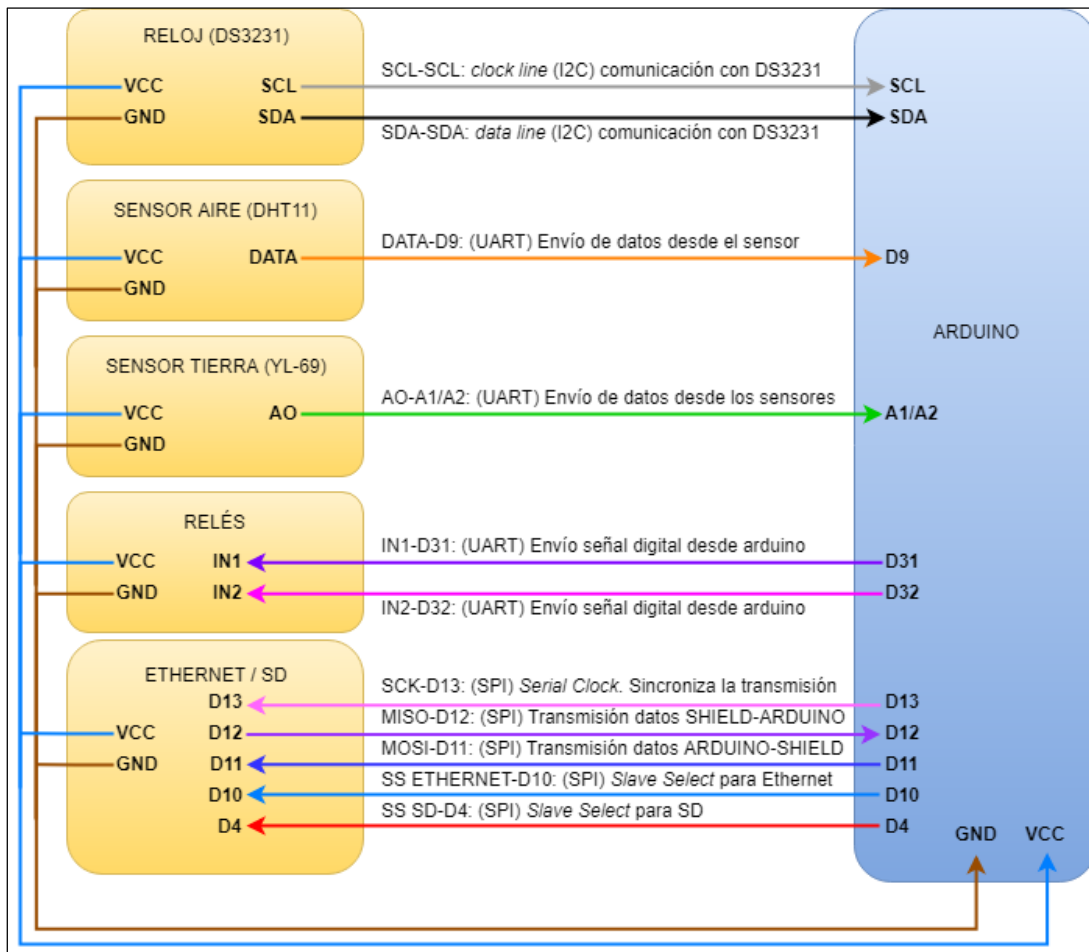 RELOJ (DS3231)
VCC
SCL
GND
SDA
SCL-SCL: clock line (I2C) comunicación con DS3231
SDA-SDA: data line (I2C) comunicación con DS3231
SCL
SDA
SENSOR AIRE (DHT11)
VCC
DATA
GND
DATA-D9: (UART) Envío de datos desde el sensor
D9
ARDUINO
SENSOR TIERRA (YL-69)
VCC
AO
GND
AO-A1/A2: (UART) Envío de datos desde los sensores
A1/A2
RELÉS
VCC
IN1
GND
IN2
IN1-D31: (UART) Envío señal digital desde arduino
IN2-D32: (UART) Envío señal digital desde arduino
D31
D32
ETHERNET / SD
D13
VCC
D12
GND
D11
D10
D4
SCK-D13: (SPI) Serial Clock. Sincroniza la transmisión
MISO-D12: (SPI) Transmisión datos SHIELD-ARDUINO
MOSI-D11: (SPI) Transmisión datos ARDUINO-SHIELD
SS ETHERNET-D10: (SPI) Slave Select para Ethernet
SS SD-D4: (SPI) Slave Select para SD
D13
D12
D11
D10
D4
GND
VCC